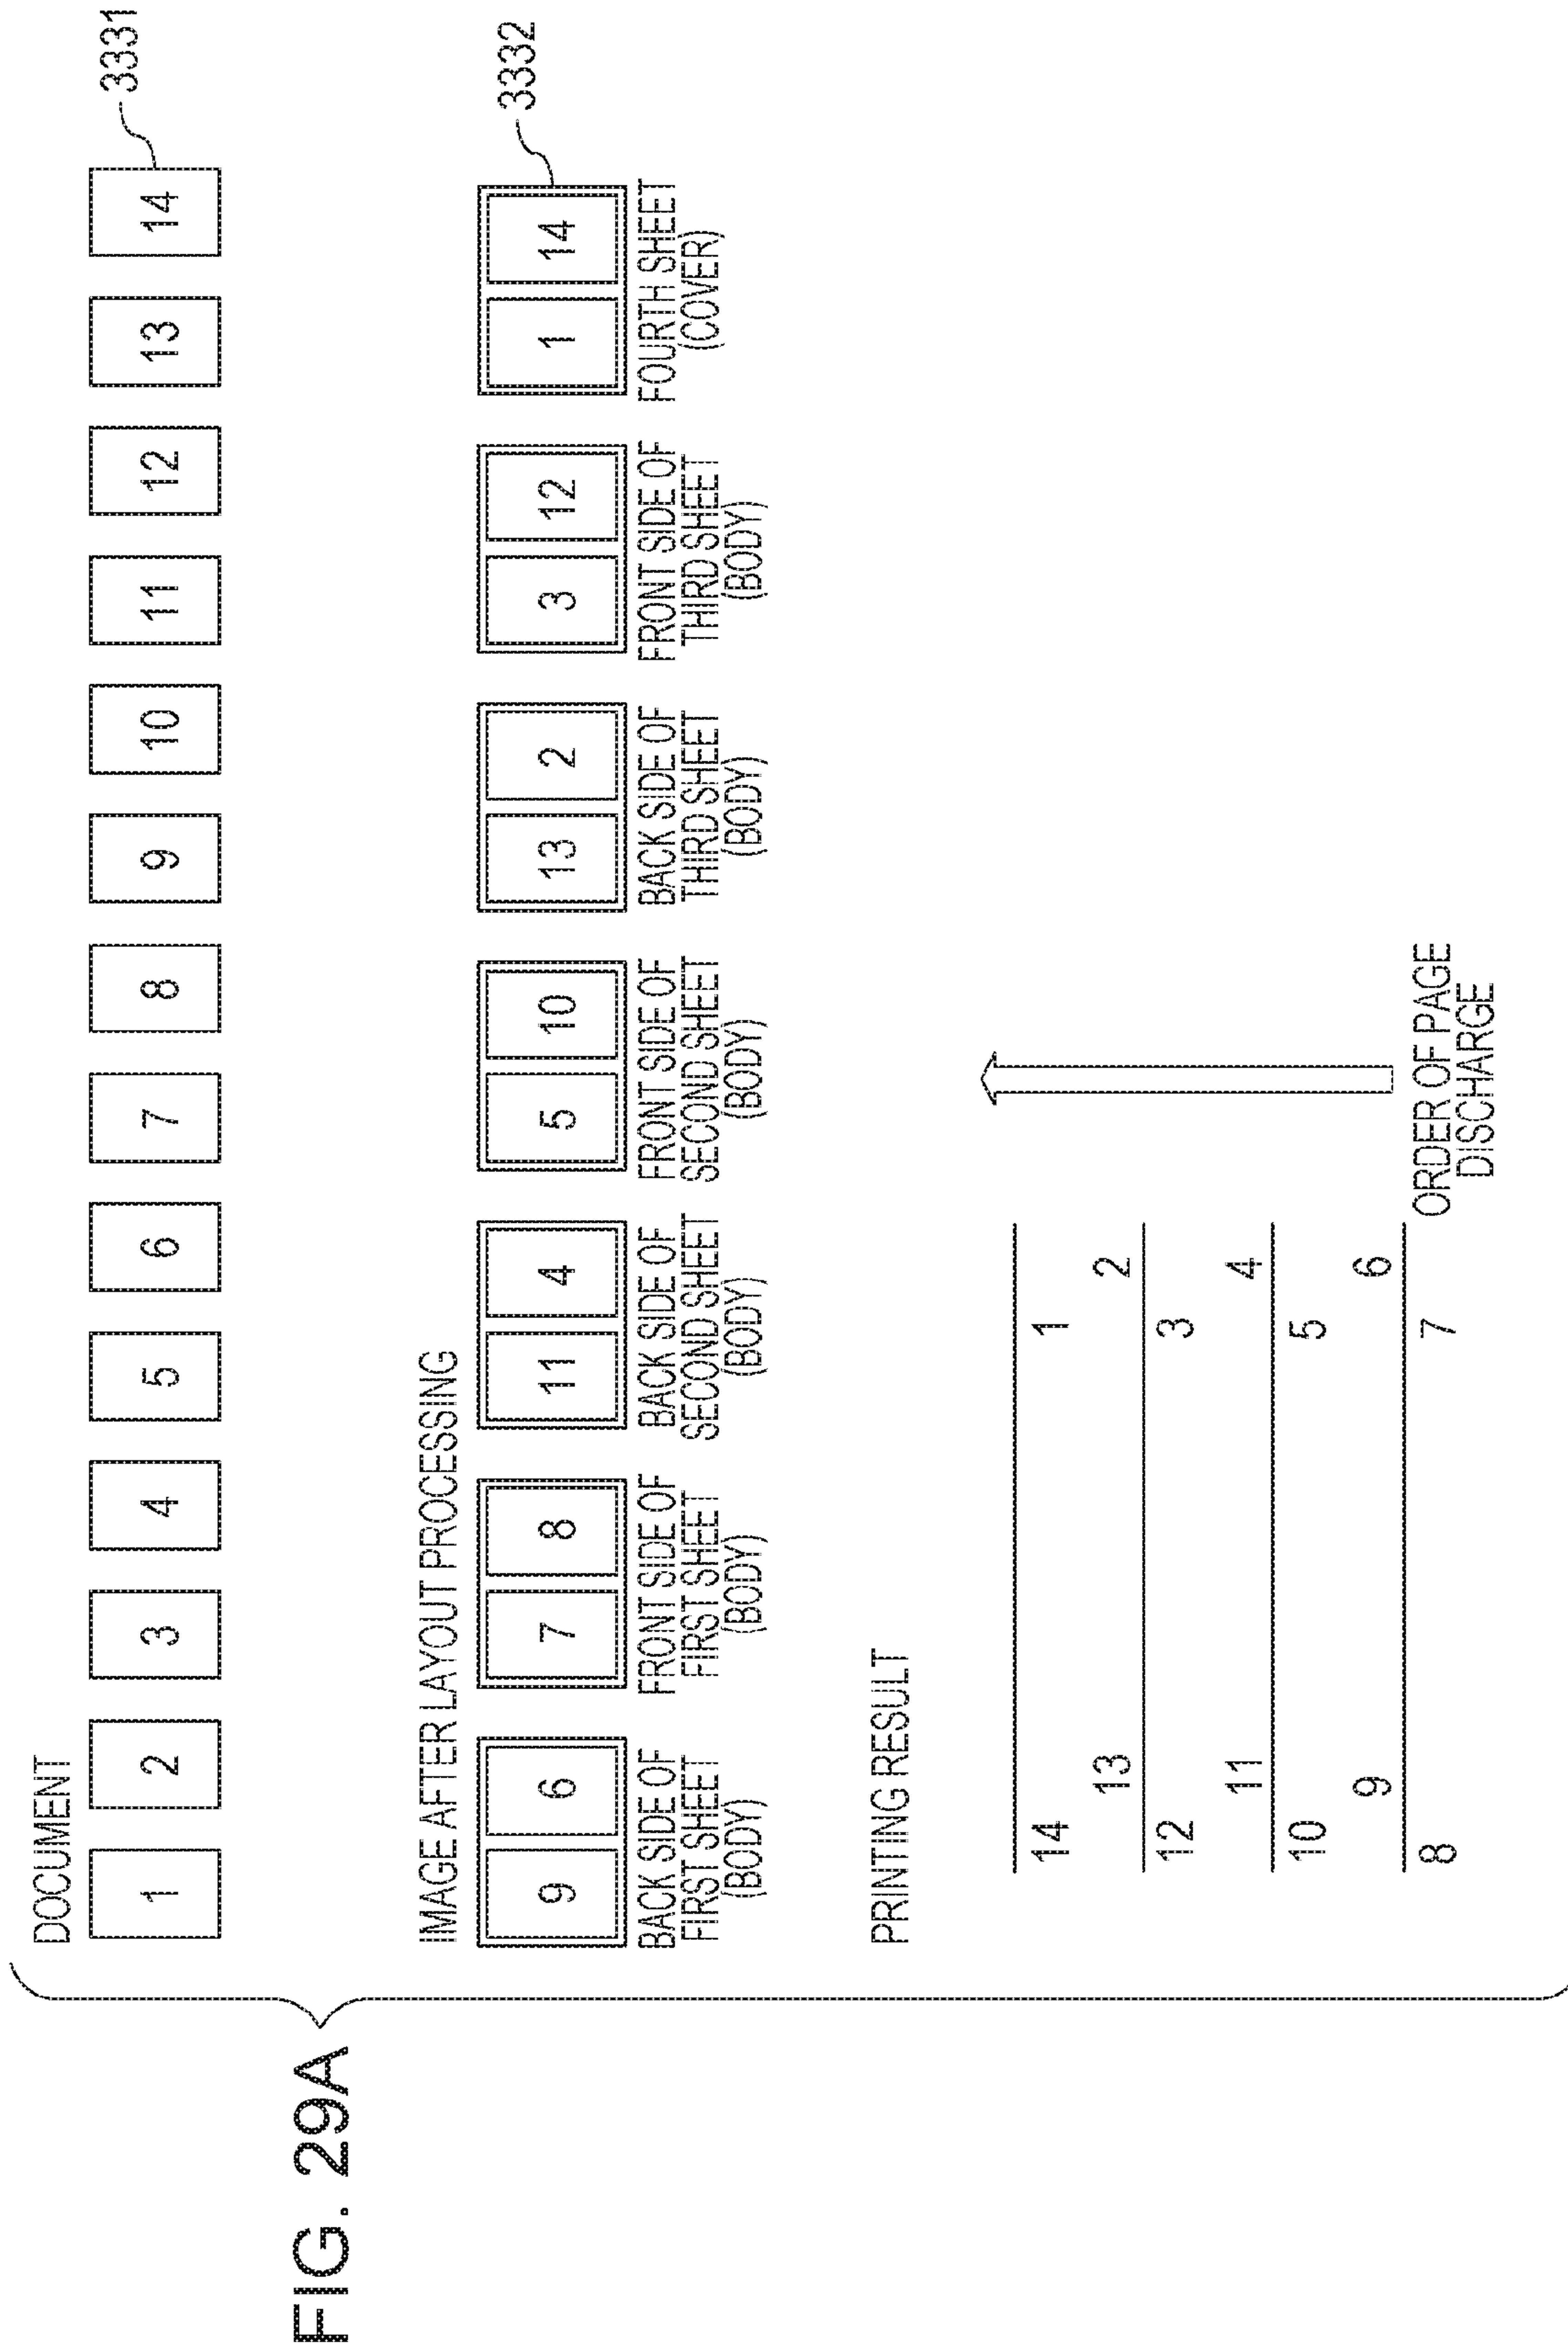 FIG. 29A
DOCUMENT
1 2 3 4 5 6 7 8 9 10 11 12 13 14
3331
IMAGE AFTER LAYOUT PROCESSING
9 6 7 8 11 4 5 10 13 2 3 12 1 14
3332
BACK SIDE OF
FIRST SHEET
(BODY)
FRONT SIDE OF
FIRST SHEET
(BODY)
BACK SIDE OF
SECOND SHEET
(BODY)
FRONT SIDE OF
SECOND SHEET
(BODY)
BACK SIDE OF
THIRD SHEET
(BODY)
FRONT SIDE OF
THIRD SHEET
(BODY)
FOURTH SHEET
(COVER)
PRINTING RESULT
14 1
13 2
12 3
11 4
10 5
9 6
8 7
ORDER OF PAGE
DISCHARGE